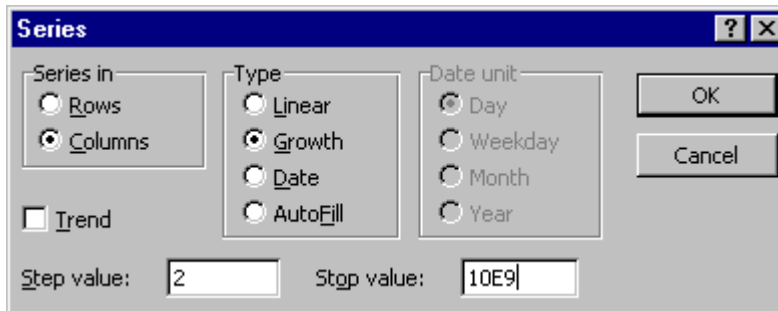 Series
Series in
Rows
Columns
Trend
Type
Linear
Growth
Date
AutoFill
Date unit
Day
Weekday
Month
Year
OK
Cancel
Step value: 2
Stop value: 10E9